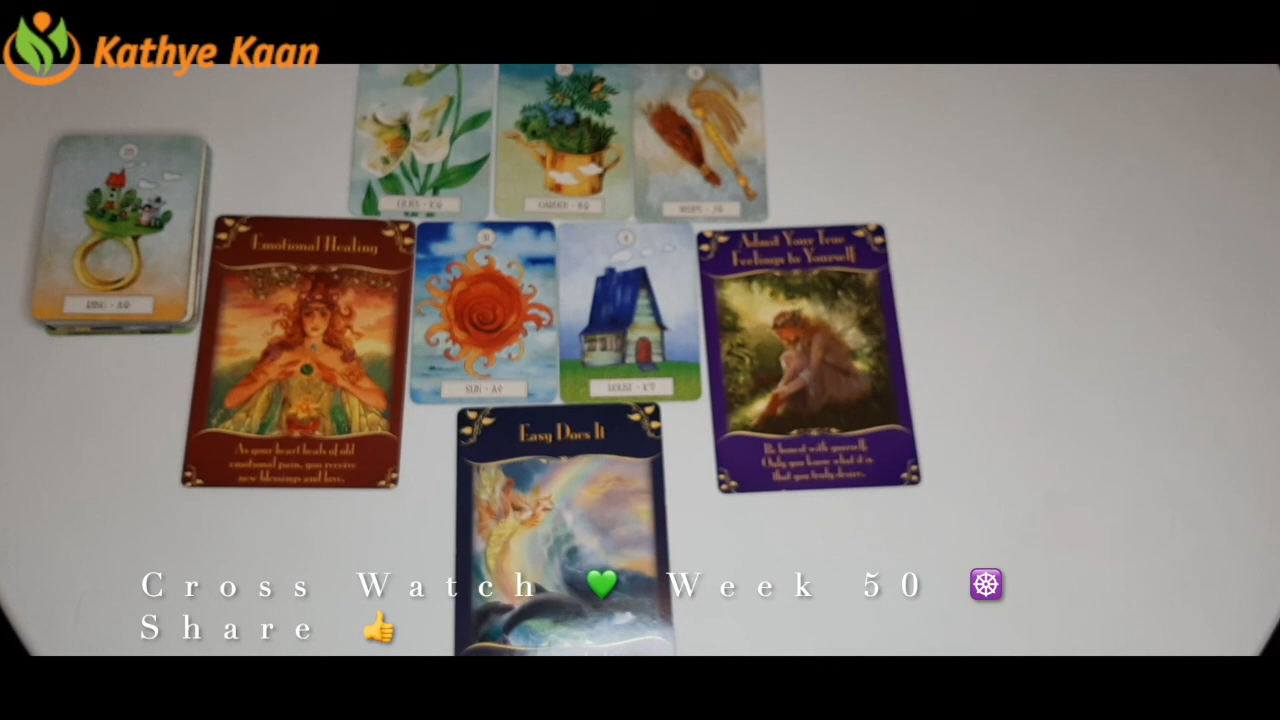 Kathye Kaan
Emotional Healing
As your heart heals of old
emotional pain, you receive
new blessings and love.
SUN
HOUSE
Admit Your True
Feelings to Yourself
Be honest with yourself.
Only you know what it is
that you truly desire.
Easy Does It
Cross Watch 💚 Week 50 ☸️
Share 👍